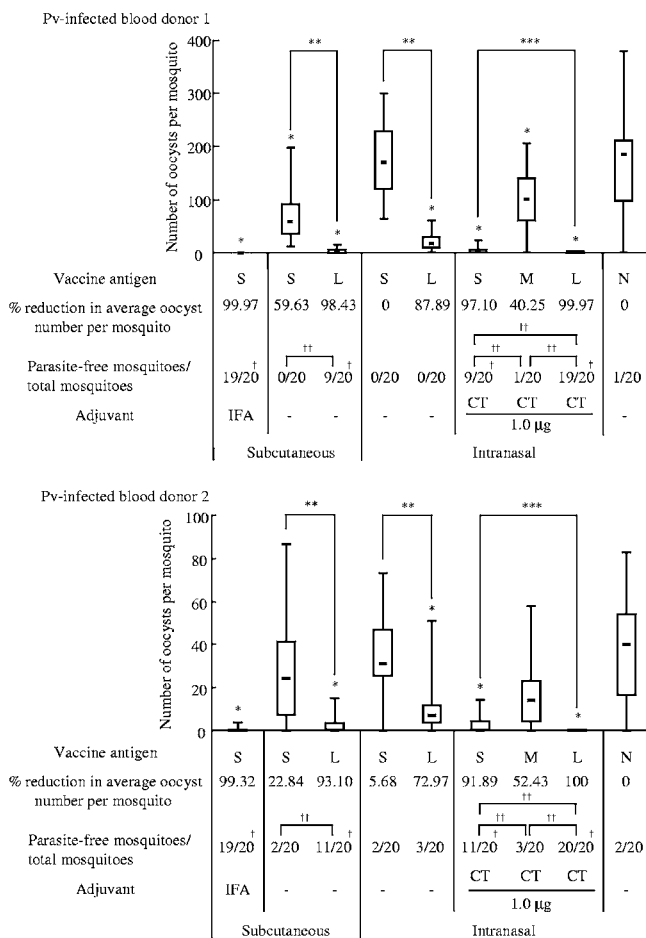 Pv-infected blood donor 1
** ** ***
400
300
200
100
0
Number of oocysts per mosquito
* * * * * * *
Vaccine antigen S S L S L S M L N
% reduction in average oocyst 99.97 59.63 98.43 0 87.89 97.10 40.25 99.97 0
number per mosquito
††
†† †† ††
Parasite-free mosquitoes/ 19/20† 0/20 9/20† 0/20 0/20 9/20† 1/20 19/20† 1/20
total mosquitoes
CT CT CT
Adjuvant IFA - - - - 1.0 µg -
Subcutaneous Intranasal
Pv-infected blood donor 2
** ** ***
100
80
60
40
20
0
Number of oocysts per mosquito
* * * * *
Vaccine antigen S S L S L S M L N
% reduction in average oocyst 99.32 22.84 93.10 5.68 72.97 91.89 52.43 100 0
number per mosquito
††
†† †† ††
Parasite-free mosquitoes/ 19/20† 2/20 11/20† 2/20 3/20 11/20† 3/20 20/20† 2/20
total mosquitoes
CT CT CT
Adjuvant IFA - - - - 1.0 µg -
Subcutaneous Intranasal